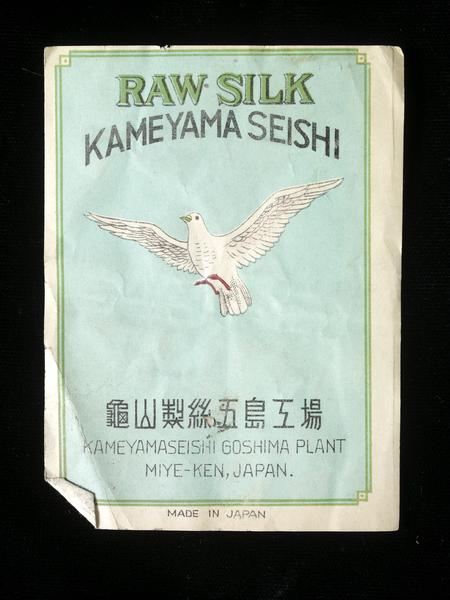 RAW SILK
KAMEYAMA SEISHI
龜山製絲五島工場
KAMEYAMASEISHI GOSHIMA PLANT
MIYE-KEN, JAPAN.
MADE IN JAPAN